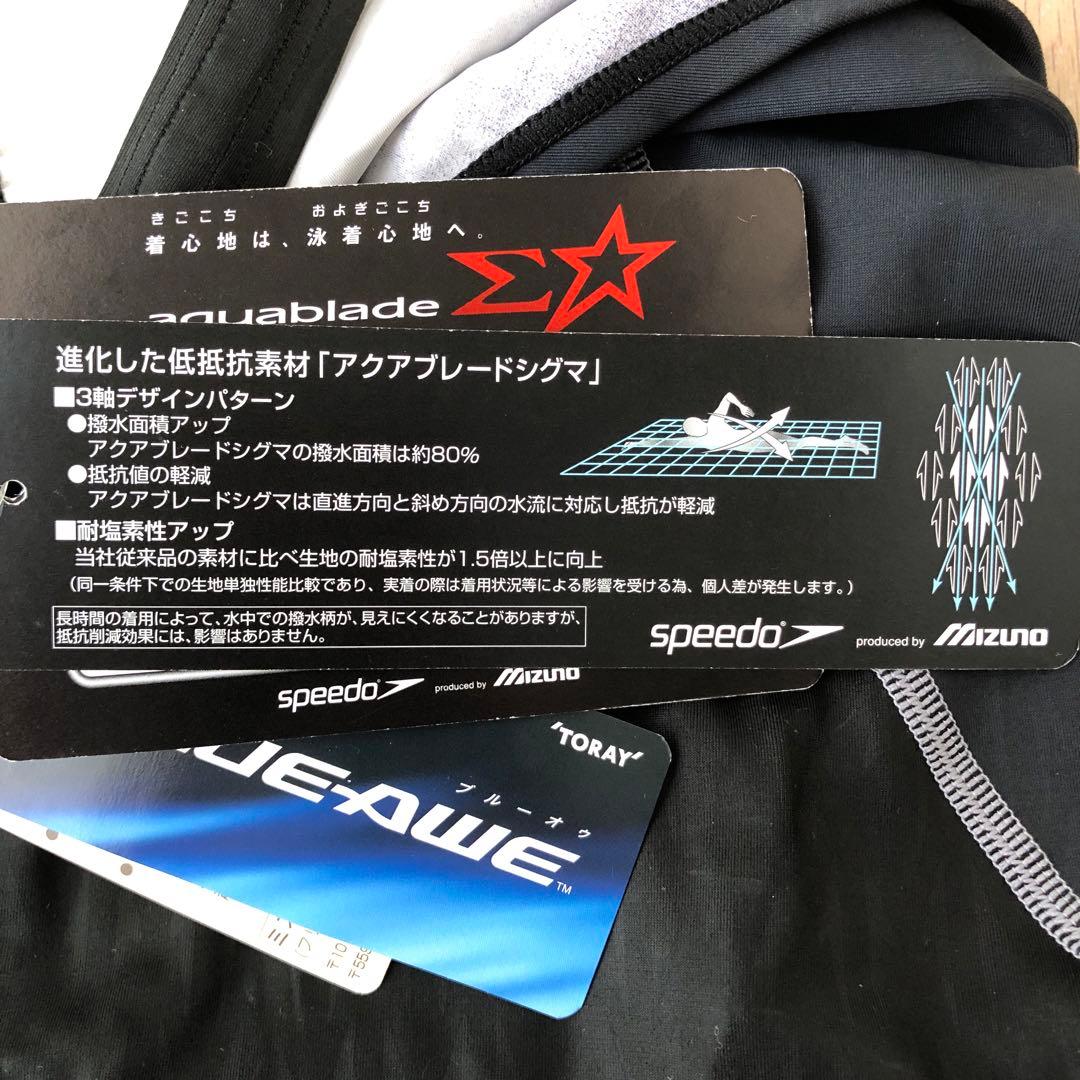 きごこち およぎごこち
着心地は、泳着心地へ。
aquablade Σ
進化した低抵抗素材「アクアブレードシグマ」
■3軸デザインパターン
●撥水面積アップ
アクアブレードシグマの撥水面積は約80%
●抵抗値の軽減
アクアブレードシグマは直進方向と斜め方向の水流に対応し抵抗が軽減
■耐塩素性アップ
当社従来品の素材に比べ生地の耐塩素性が1.5倍以上に向上
(同一条件下での生地単独性能比較であり、実着の際は着用状況等による影響を受ける為、個人差が発生します。)
長時間の着用によって、水中での撥水柄が、見えにくくなることがありますが、
抵抗削減効果には、影響はありません。
speedo produced by MIZUNO
speedo produced by MIZUNO
'TORAY'
ブルーオゥ
UE-AWE™
ミズ
〒10
〒559